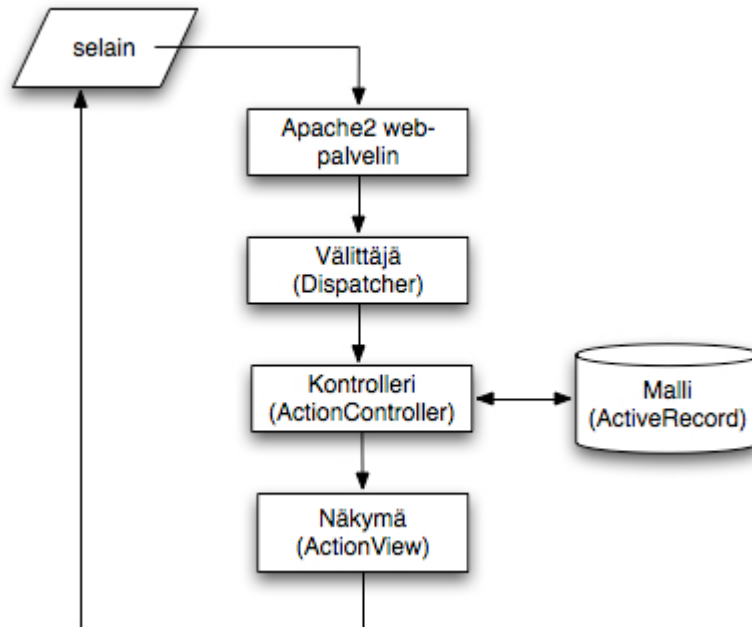 selain
Apache2 web-
palvelin
Välittäjä
(Dispatcher)
Kontrolleri
(ActionController)
Malli
(ActiveRecord)
Näkymä
(ActionView)